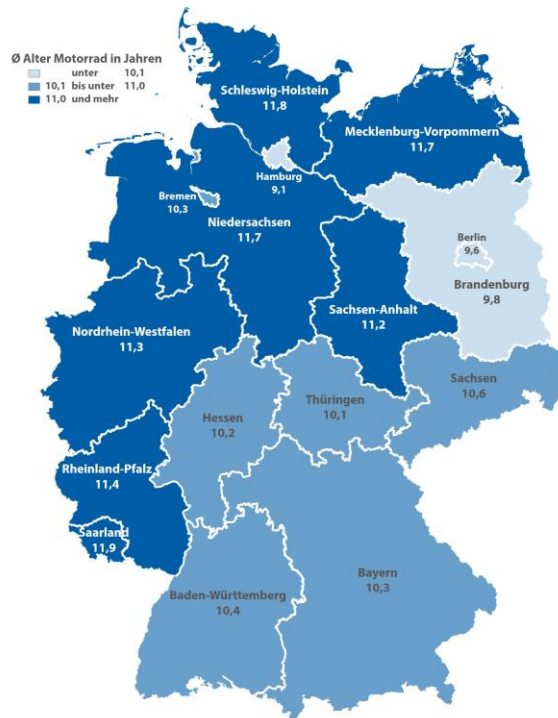 Ø Alter Motorrad in Jahren
unter 10,1
10,1 bis unter 11,0
11,0 und mehr
Schleswig-Holstein
11,8
Mecklenburg-Vorpommern
11,7
Hamburg
9,1
Bremen
10,3
Niedersachsen
11,7
Berlin
9,6
Brandenburg
9,8
Sachsen-Anhalt
11,2
Nordrhein-Westfalen
11,3
Sachsen
10,6
Thüringen
10,1
Hessen
10,2
Rheinland-Pfalz
11,4
Saarland
11,9
Bayern
10,3
Baden-Württemberg
10,4